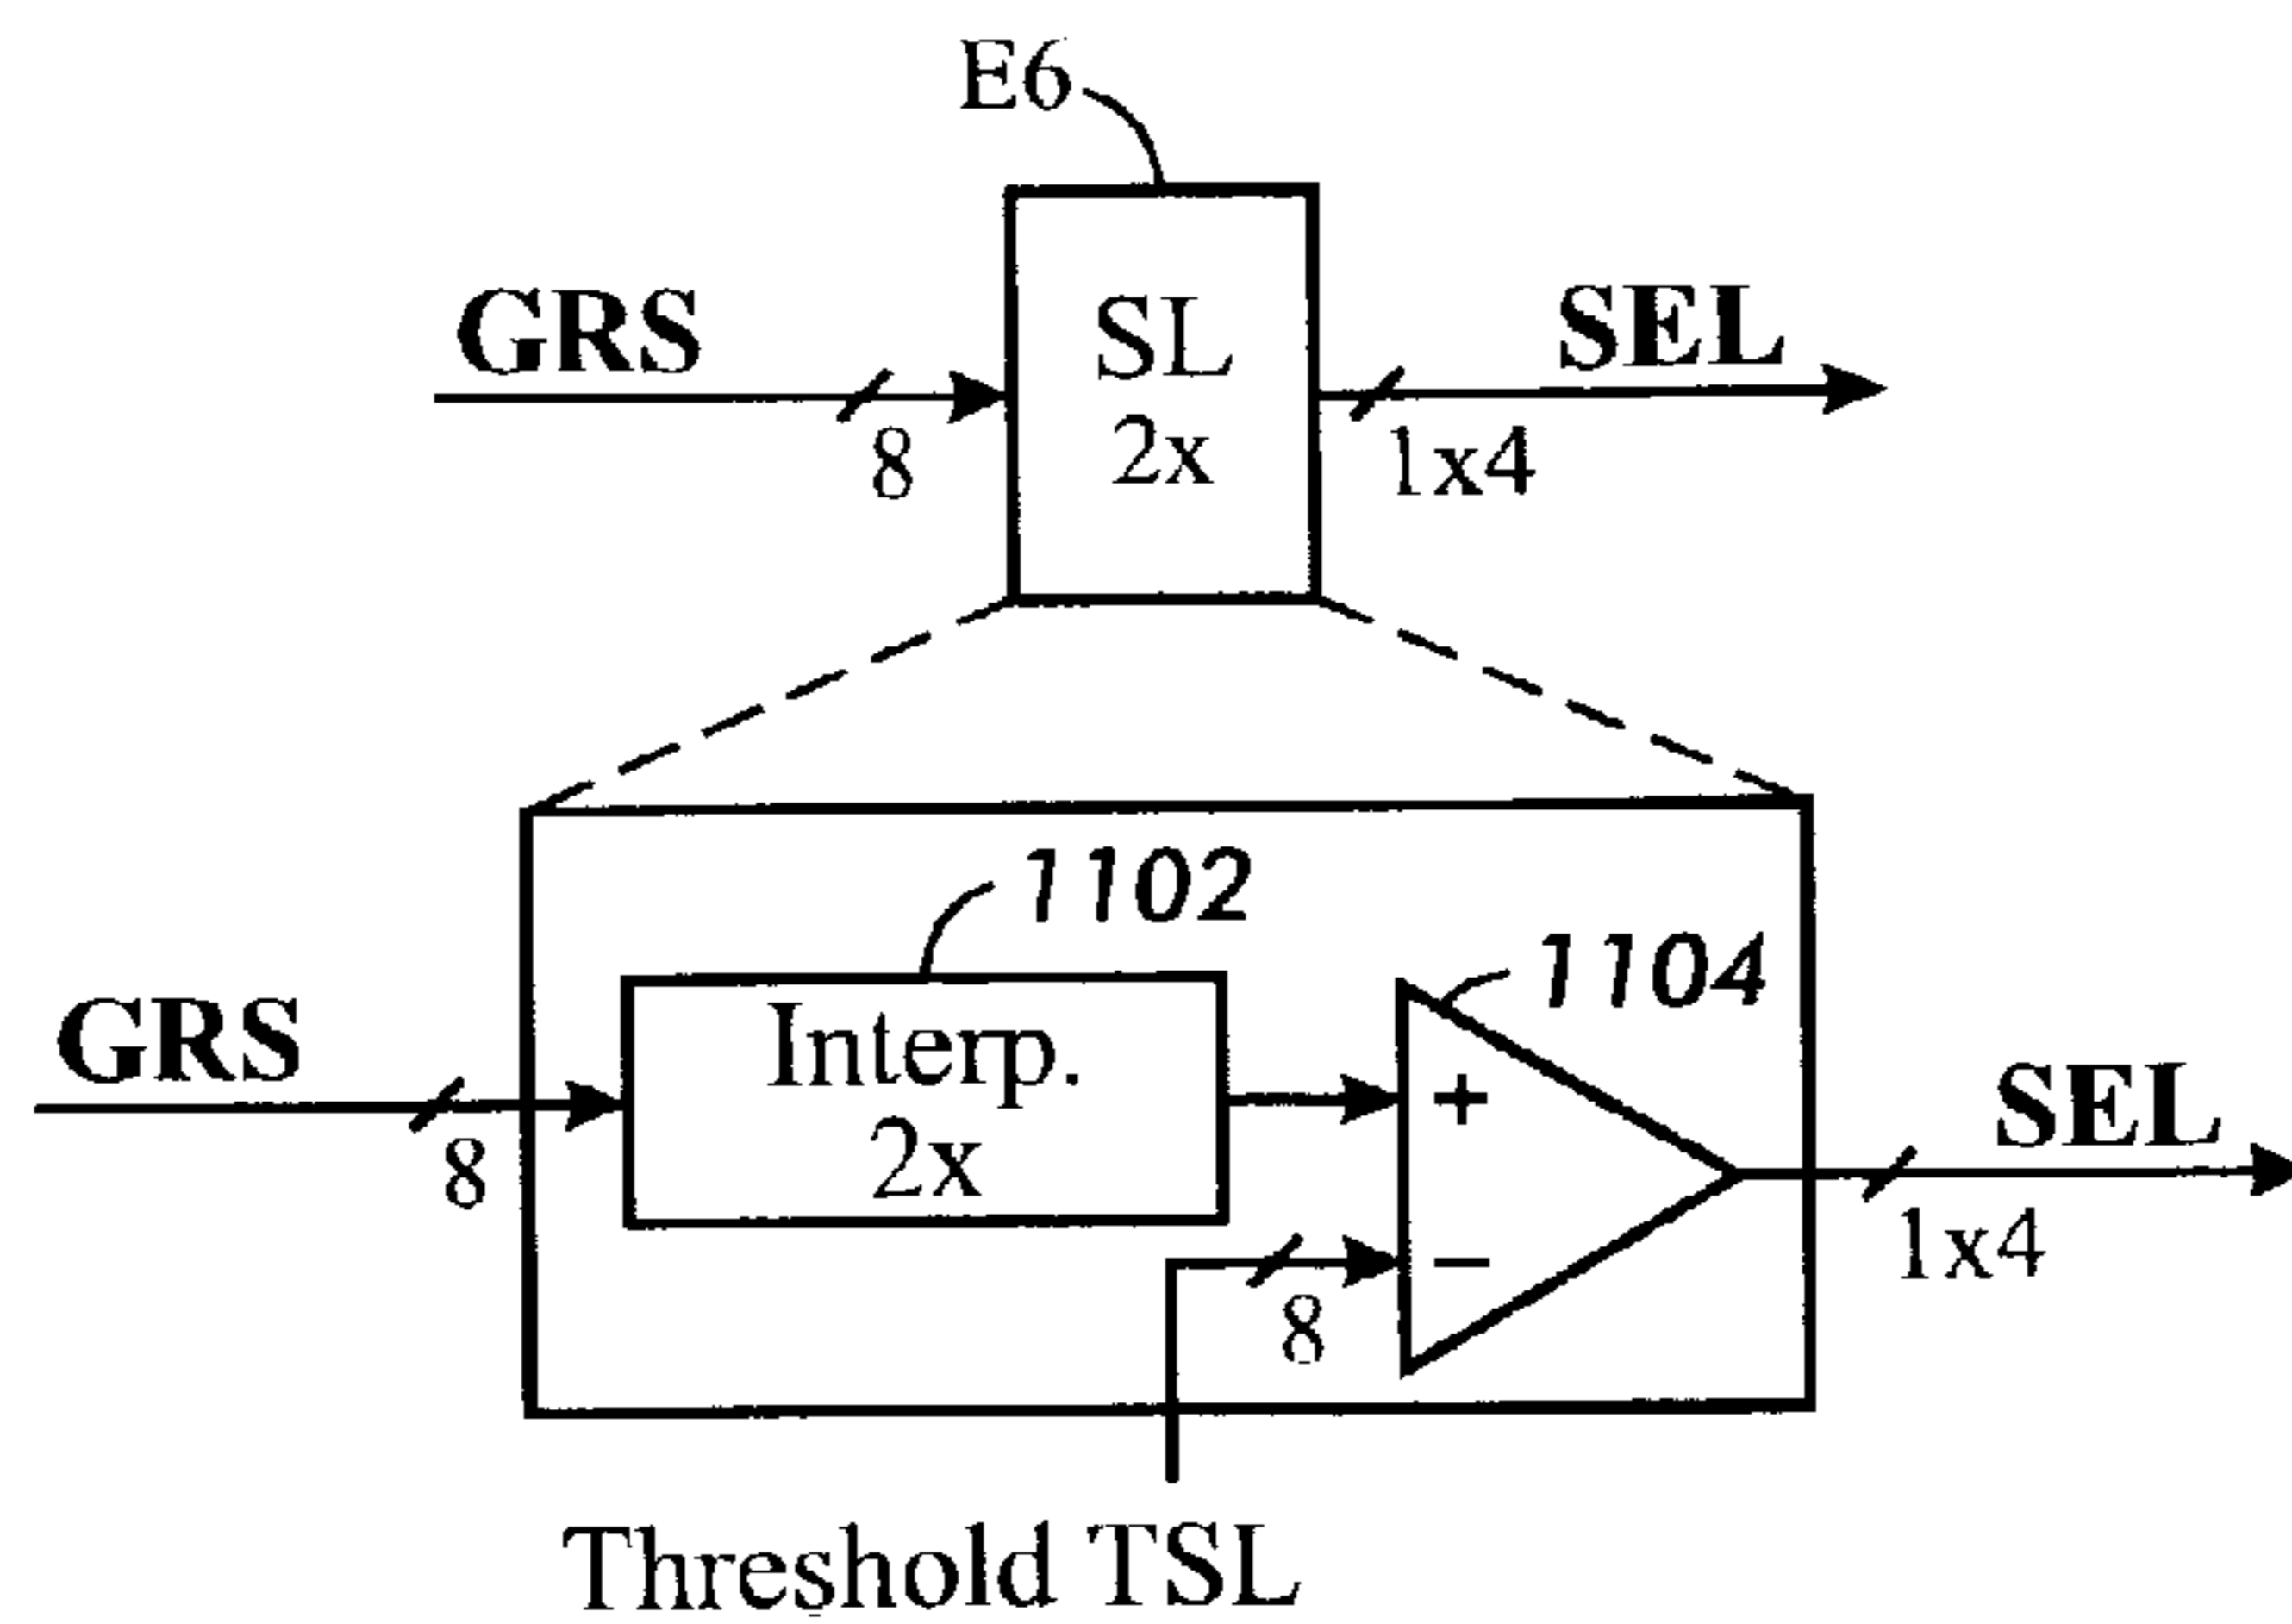 E6
GRS
SEL
SL
2x
8
1x4
1102
1104
GRS
Interp.
2x
+
SEL
8
8
−
1x4
Threshold TSL